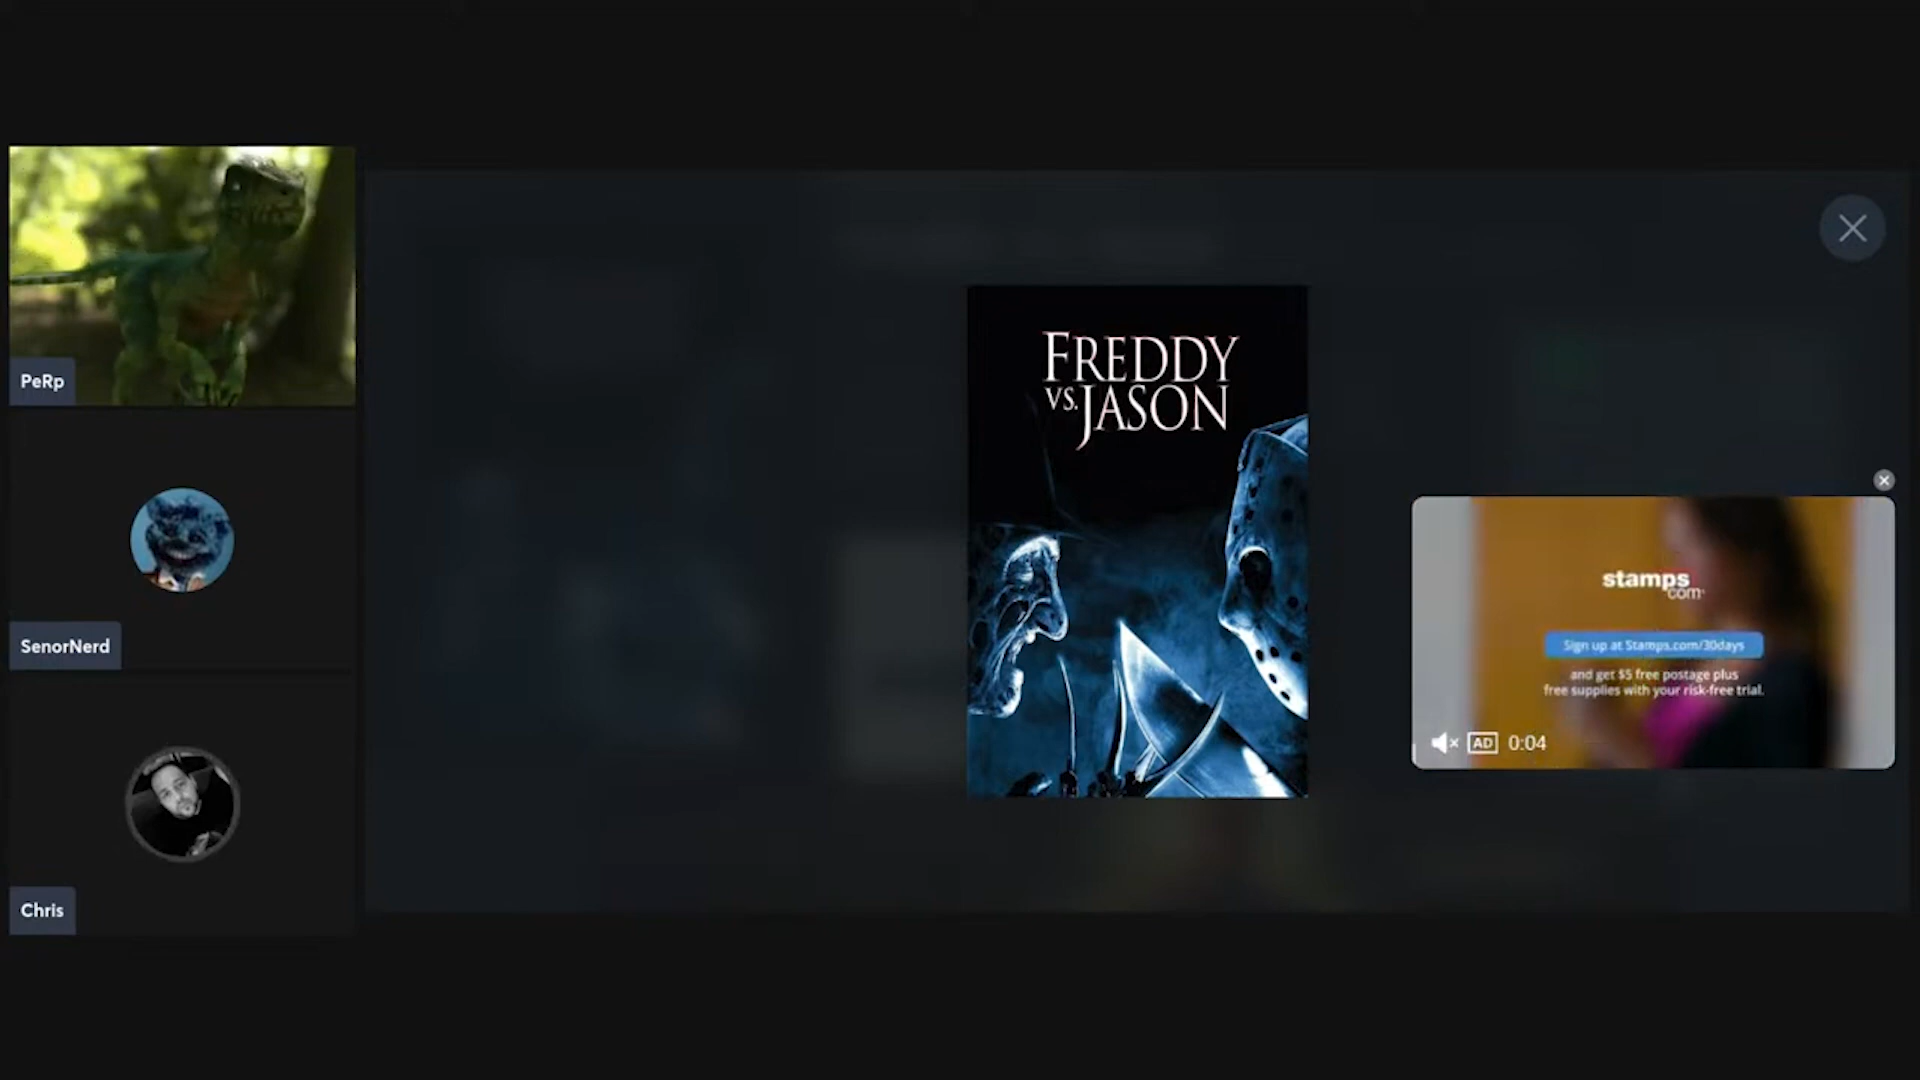 PeRp
SenorNerd
Chris
FREDDY
VS. JASON
stamps
.com
Sign up at Stamps.com/30days
and get $5 free postage plus
free supplies with your risk-free trial.
AD 0:04